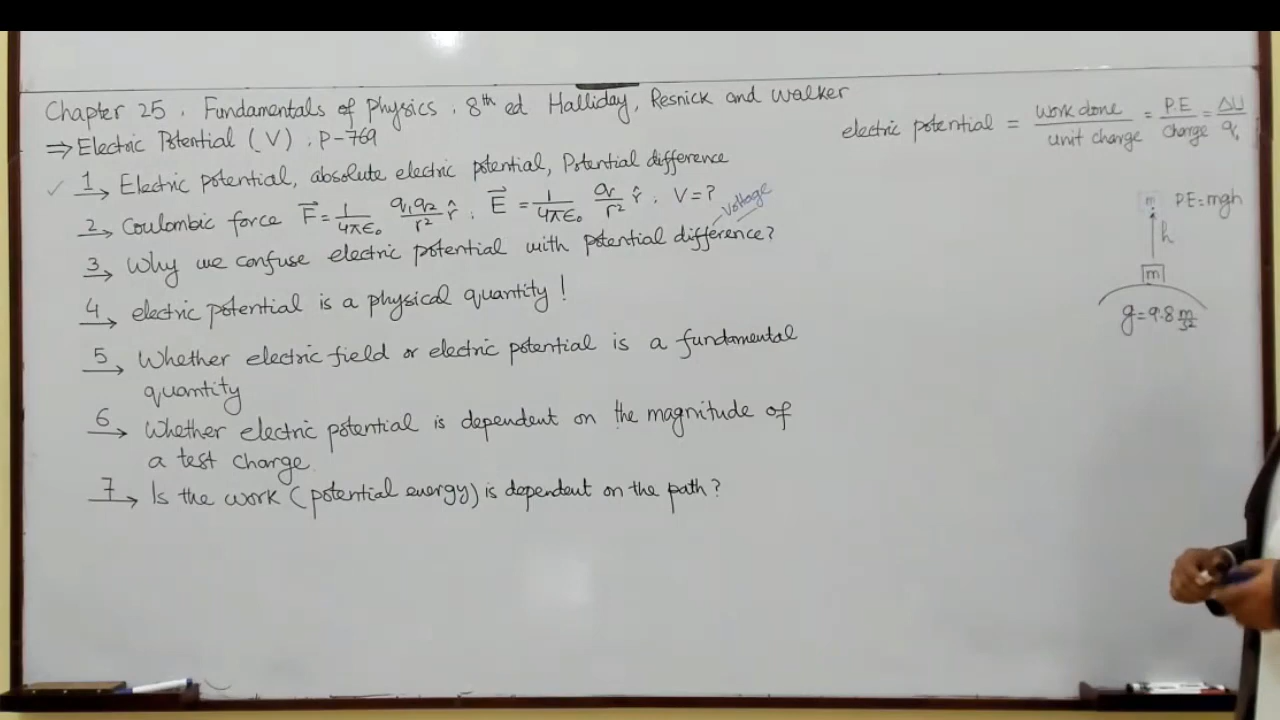 Chapter 25, Fundamentals of Physics, 8th ed Halliday, Resnick and Walker
⇒ Electric Potential (V), P-769
1→ Electric potential, absolute electric potential, Potential difference
2→ Coulombic force F⃗ = 1/4πε₀ q₁q₂/r² r̂, E⃗ = 1/4πε₀ q/r² r̂, V=?
3→ Why we confuse electric potential with potential difference?
Voltage
4→ electric potential is a physical quantity!
5→ Whether electric field or electric potential is a fundamental
quantity
6→ Whether electric potential is dependent on the magnitude of
a test charge.
7→ Is the work (potential energy) is dependent on the path?
electric potential = work done/unit charge = P.E/charge = ΔU/q
m PE=mgh
h
m
g=9.8 m/s²